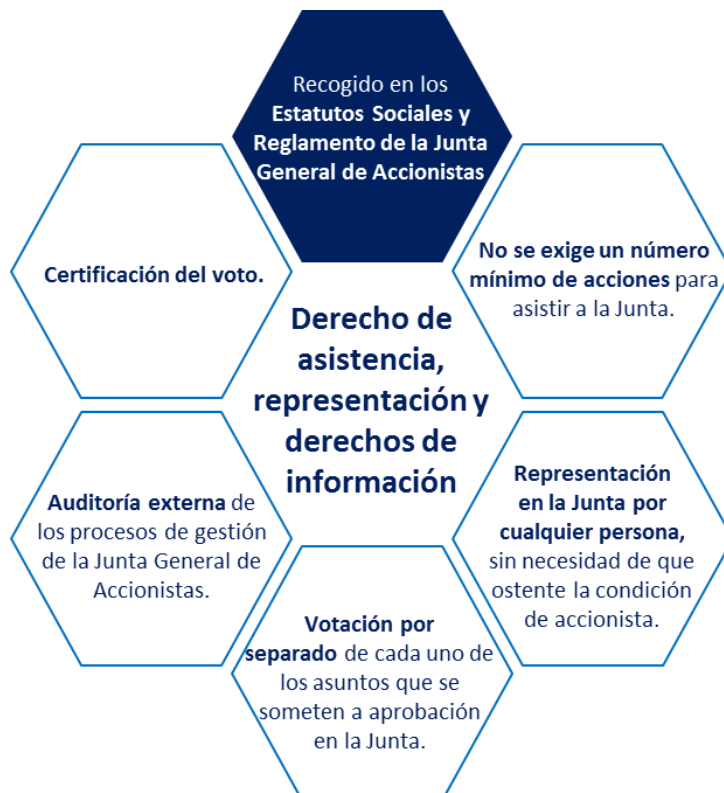 Recogido en los
Estatutos Sociales y
Reglamento de la Junta
General de Accionistas
Certificación del voto.
No se exige un número
mínimo de acciones para
asistir a la Junta.
Derecho de
asistencia,
representación y
derechos de
información
Auditoría externa de
los procesos de gestión
de la Junta General de
Accionistas.
Representación
en la Junta por
cualquier persona,
sin necesidad de que
ostente la condición
de accionista.
Votación por
separado de cada uno de
los asuntos que se
someten a aprobación
en la Junta.